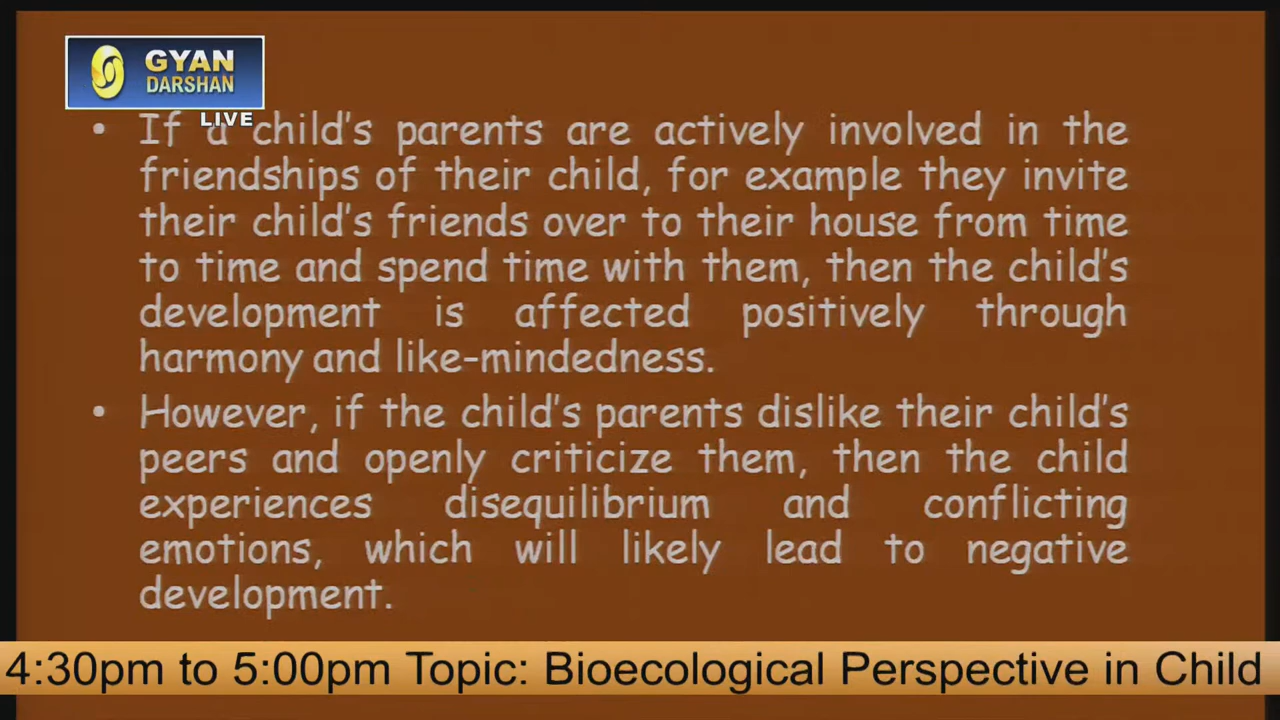 GYAN
DARSHAN
LIVE
• If a child's parents are actively involved in the
friendships of their child, for example they invite
their child's friends over to their house from time
to time and spend time with them, then the child's
development is affected positively through
harmony and like-mindedness.
• However, if the child's parents dislike their child's
peers and openly criticize them, then the child
experiences disequilibrium and conflicting
emotions, which will likely lead to negative
development.
4:30pm to 5:00pm Topic: Bioecological Perspective in Child